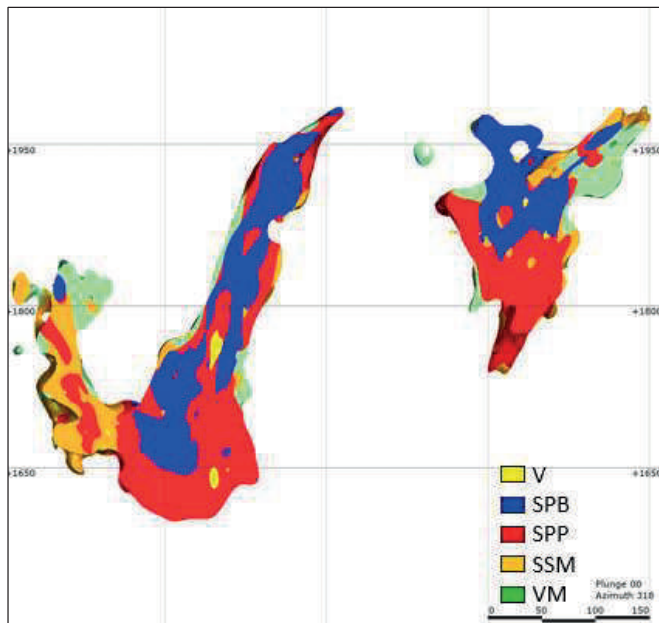 +1950 +1950
+1800 +1800
+1650 +1650
V
SPB
SPP
SSM
VM
Plunge 00
Azimuth 318
0 50 100 150